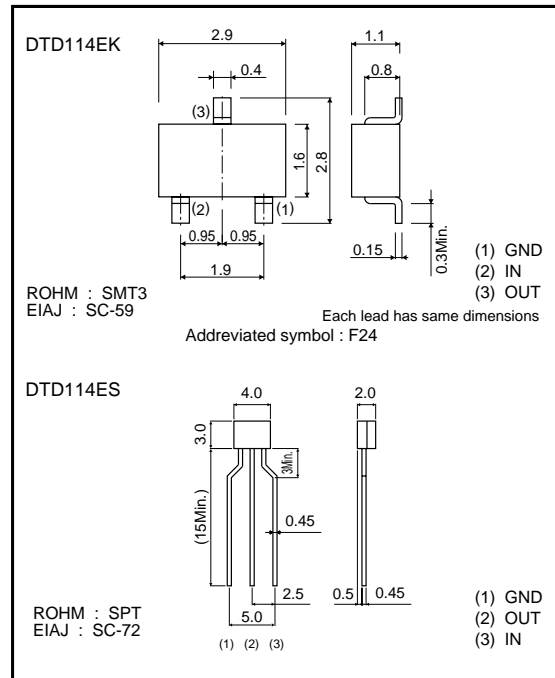 DTD114EK
2.9
0.4
(3)
1.6
2.8
(2)
(1)
0.95 0.95
1.9
1.1
0.8
0.15
0.3Min.
(1) GND
(2) IN
(3) OUT
ROHM : SMT3
EIAJ : SC-59
Each lead has same dimensions
Addreviated symbol : F24
DTD114ES
4.0
3.0
3Min.
(15Min.)
0.45
2.5
5.0
(1) (2) (3)
2.0
0.5 0.45
(1) GND
(2) OUT
(3) IN
ROHM : SPT
EIAJ : SC-72